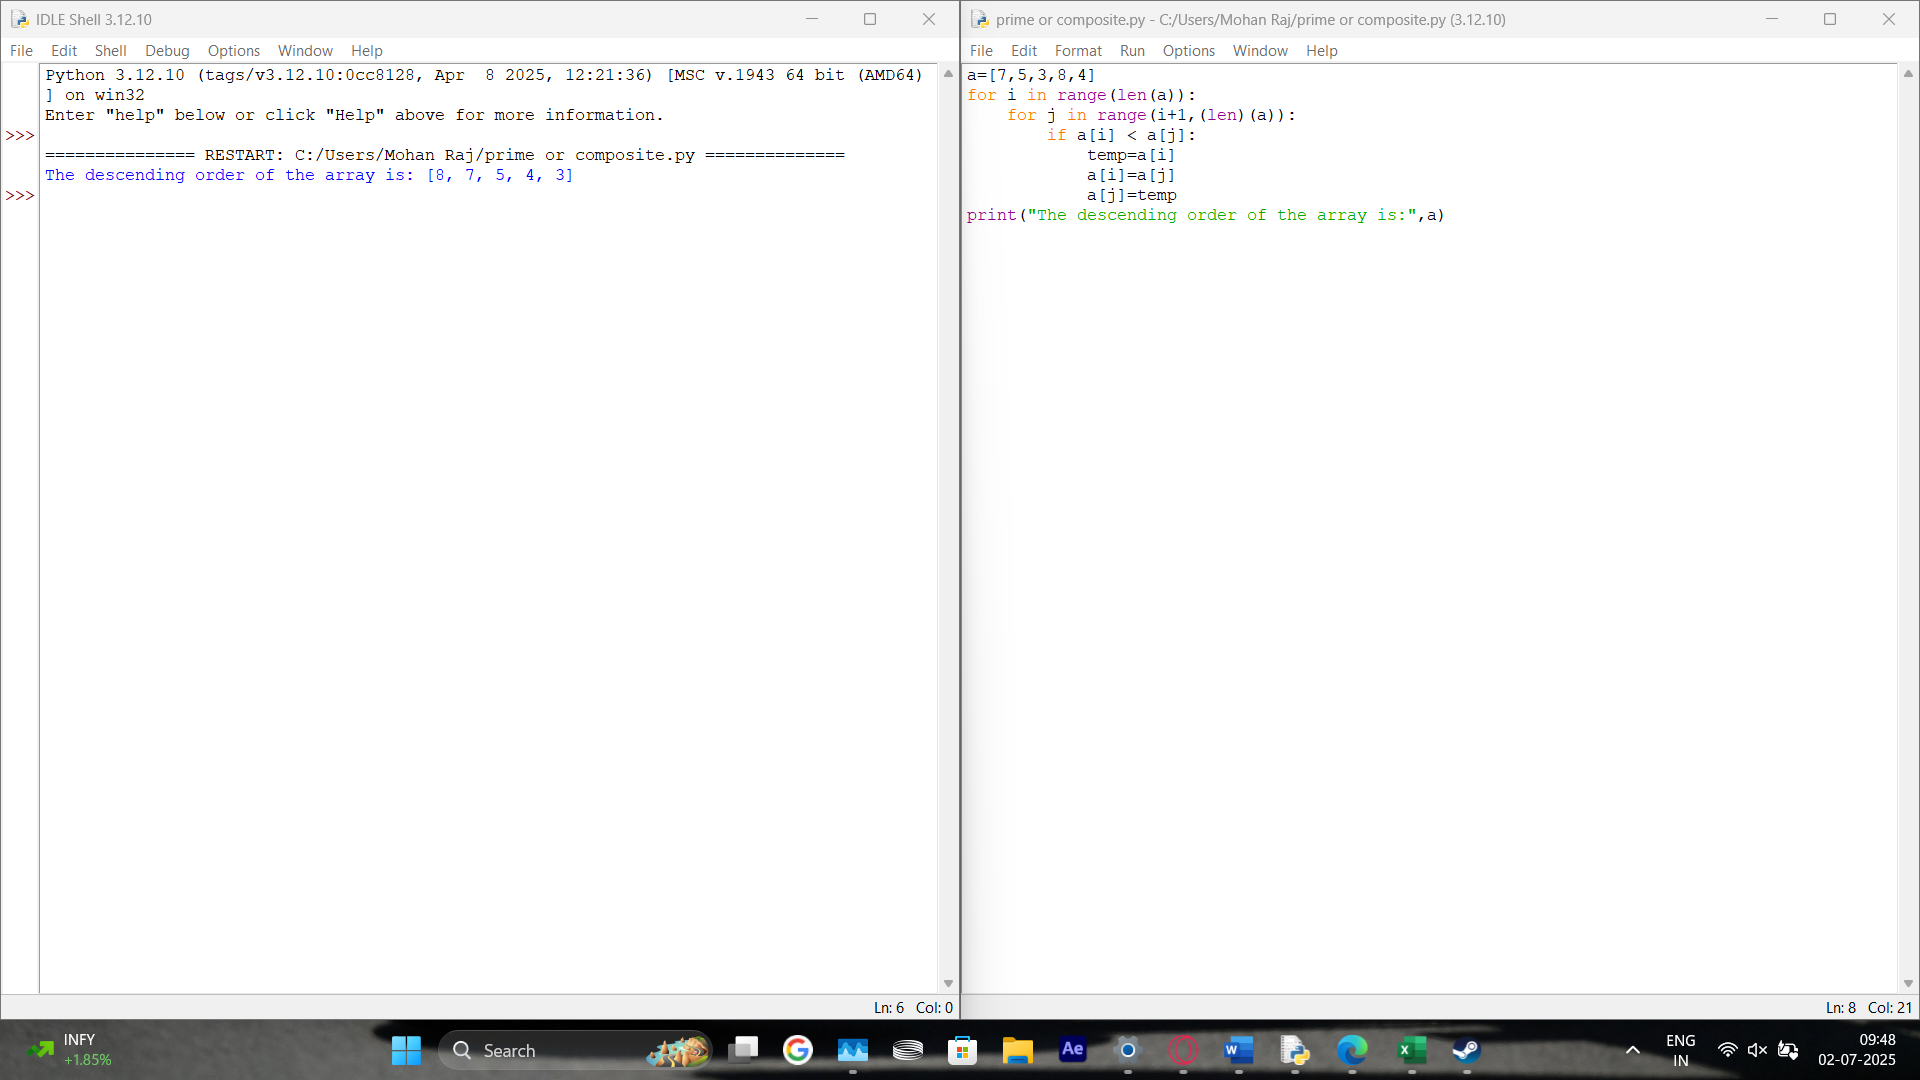 IDLE Shell 3.12.10
File Edit Shell Debug Options Window Help
Python 3.12.10 (tags/v3.12.10:0cc8128, Apr  8 2025, 12:21:36) [MSC v.1943 64 bit (AMD64)
] on win32
Enter "help" below or click "Help" above for more information.
>>>
=============== RESTART: C:/Users/Mohan Raj/prime or composite.py ==============
The descending order of the array is: [8, 7, 5, 4, 3]
>>>
Ln: 6 Col: 0
prime or composite.py - C:/Users/Mohan Raj/prime or composite.py (3.12.10)
File Edit Format Run Options Window Help
a=[7,5,3,8,4]
for i in range(len(a)):
    for j in range(i+1,(len)(a)):
        if a[i] < a[j]:
            temp=a[i]
            a[i]=a[j]
            a[j]=temp
print("The descending order of the array is:",a)
Ln: 8 Col: 21
INFY
+1.85%
Search
Ae
ENG
IN
09:48
02-07-2025